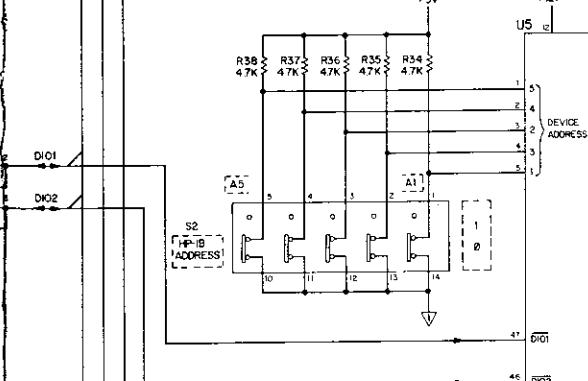 U5
12
R38
4.7K
R37
4.7K
R36
4.7K
R35
4.7K
R34
4.7K
1
5
2
4
3
2
4
3
5
1
DEVICE
ADDRESS
DIO1
DIO2
A5
A1
5
4
3
2
1
S2
HP-IB
ADDRESS
1
0
10
11
12
13
14
47
DIO1
46